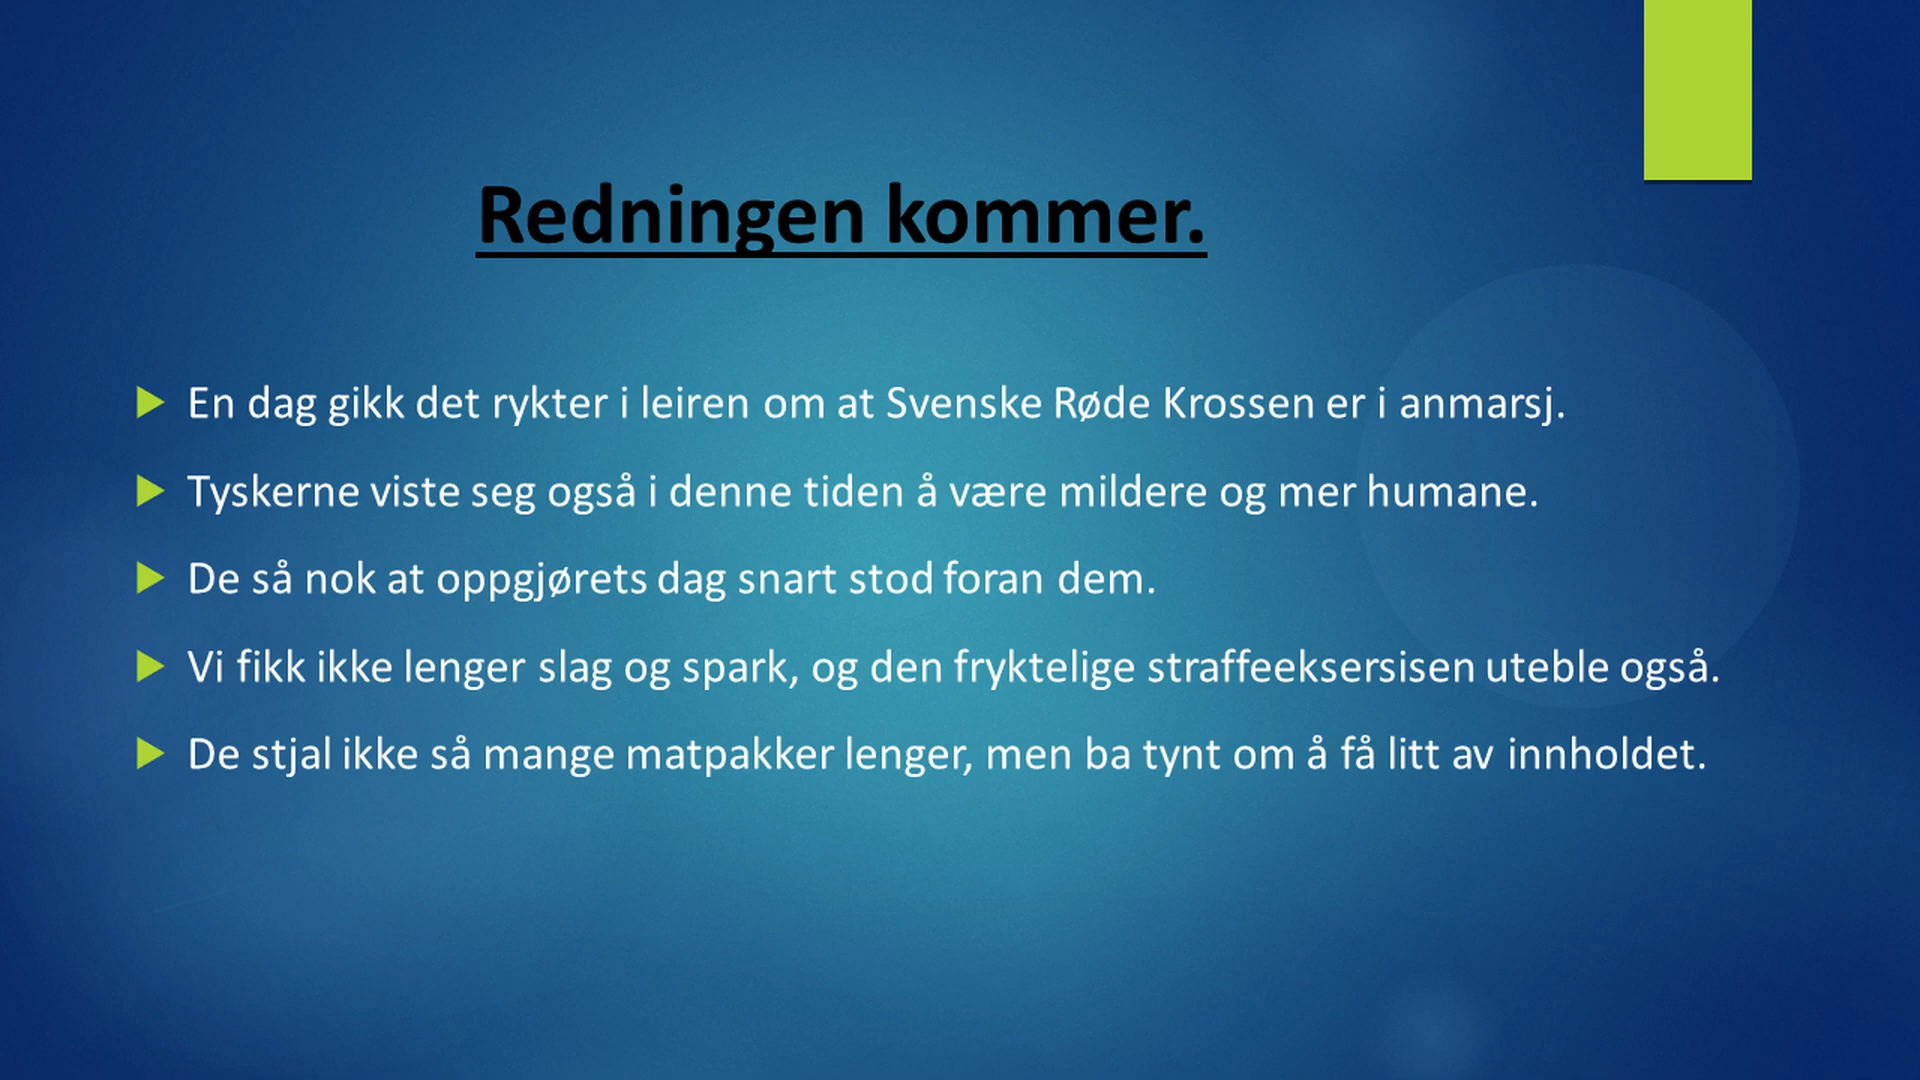 Redningen kommer.
En dag gikk det rykter i leiren om at Svenske Røde Krossen er i anmarsj.
Tyskerne viste seg også i denne tiden å være mildere og mer humane.
De så nok at oppgjørets dag snart stod foran dem.
Vi fikk ikke lenger slag og spark, og den fryktelige straffeeksersisen uteble også.
De stjal ikke så mange matpakker lenger, men ba tynt om å få litt av innholdet.